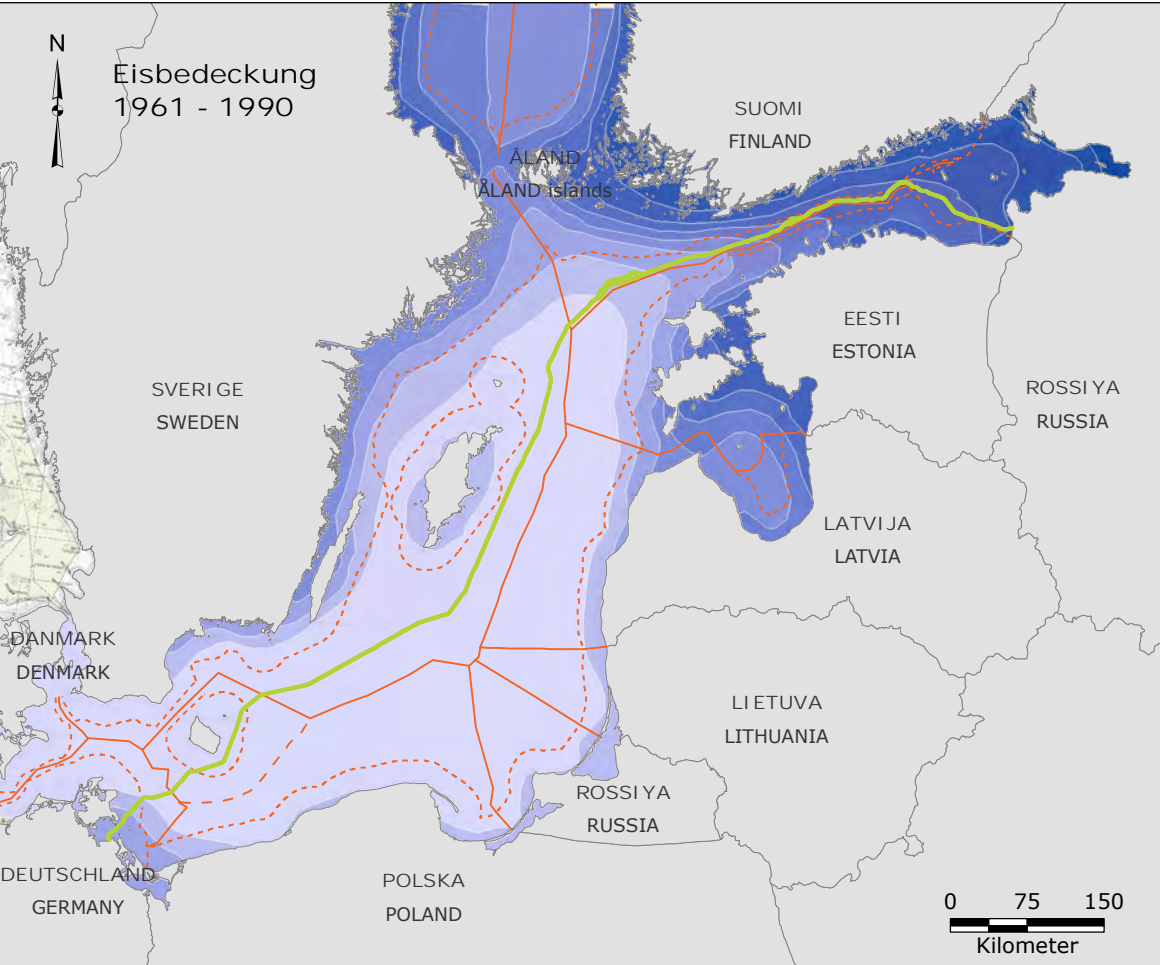 N
Eisbedeckung
1961 - 1990
SUOMI
FINLAND
ÅLAND
ÅLAND islands
EESTI
ESTONIA
SVERIGE
SWEDEN
ROSSIYA
RUSSIA
LATVIJA
LATVIA
DANMARK
DENMARK
LIETUVA
LITHUANIA
ROSSIYA
RUSSIA
DEUTSCHLAND
GERMANY
POLSKA
POLAND
0 75 150
Kilometer